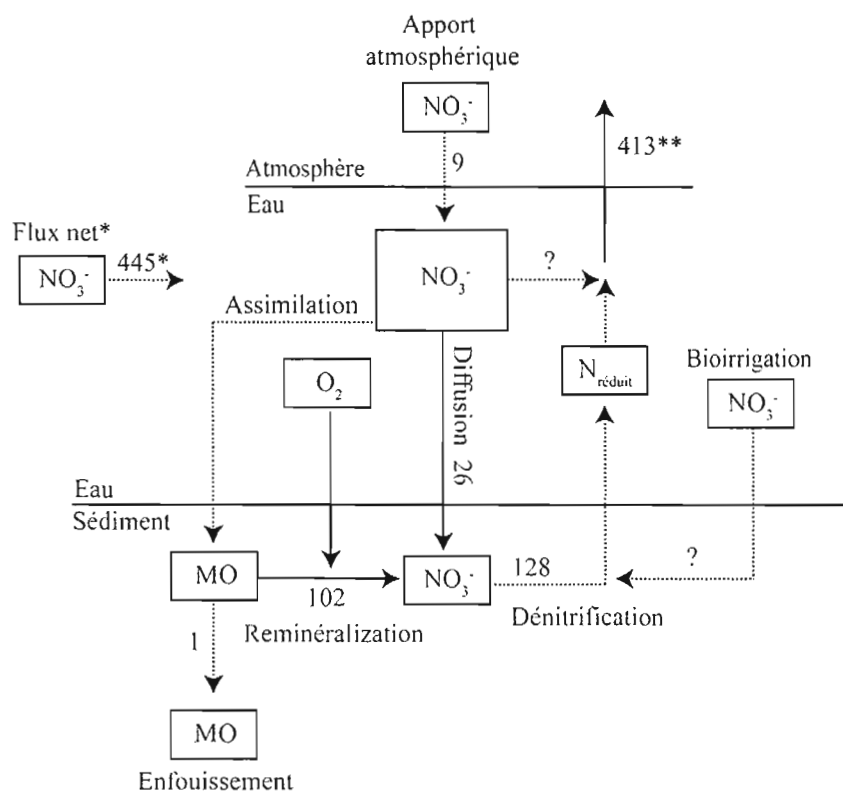 Apport
atmosphérique
NO₃⁻
9
413**
Atmosphère
Eau
Flux net*
NO₃⁻
445*
NO₃⁻
?
Assimilation
O₂
Diffusion 26
N réduit
Bioirrigation
NO₃⁻
Eau
Sédiment
MO
102
NO₃⁻
128
?
Reminéralization
Dénitrification
1
MO
Enfouissement